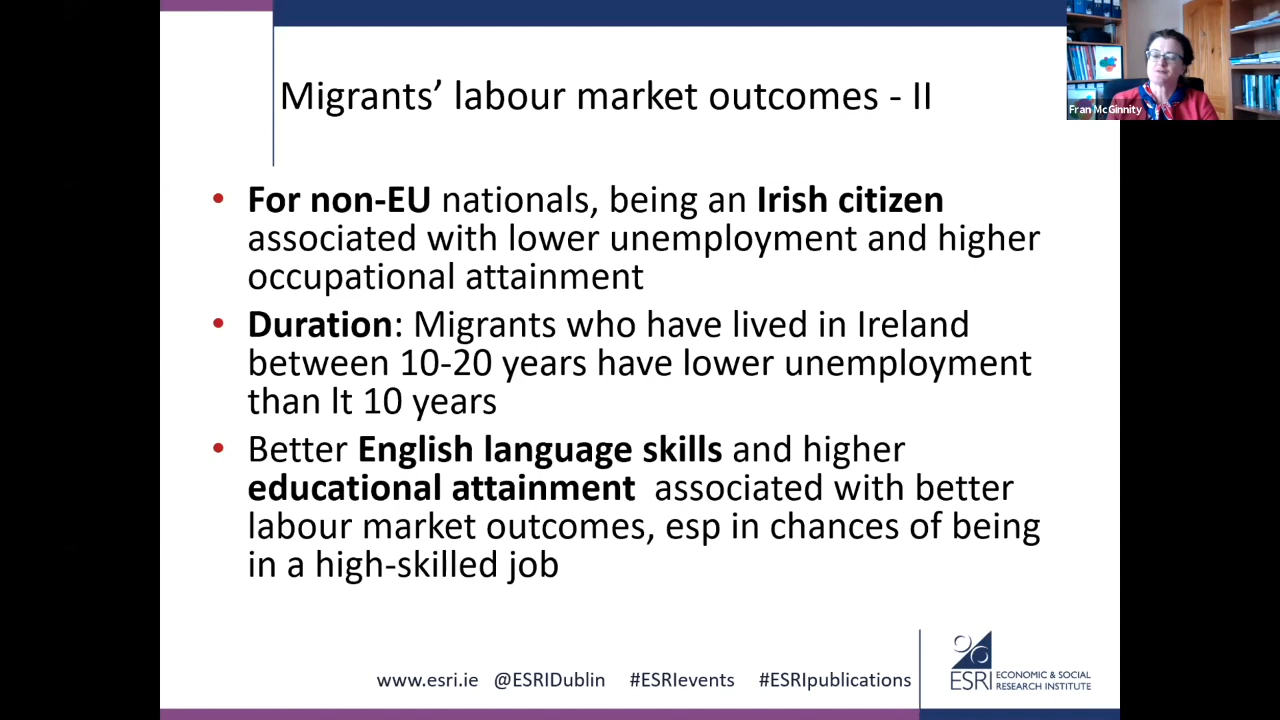 Migrants’ labour market outcomes - II
Fran McGinnity
• For non-EU nationals, being an Irish citizen
associated with lower unemployment and higher
occupational attainment
• Duration: Migrants who have lived in Ireland
between 10-20 years have lower unemployment
than lt 10 years
• Better English language skills and higher
educational attainment associated with better
labour market outcomes, esp in chances of being
in a high-skilled job
www.esri.ie @ESRIDublin #ESRIevents #ESRIpublications
ESRI ECONOMIC & SOCIAL
RESEARCH INSTITUTE